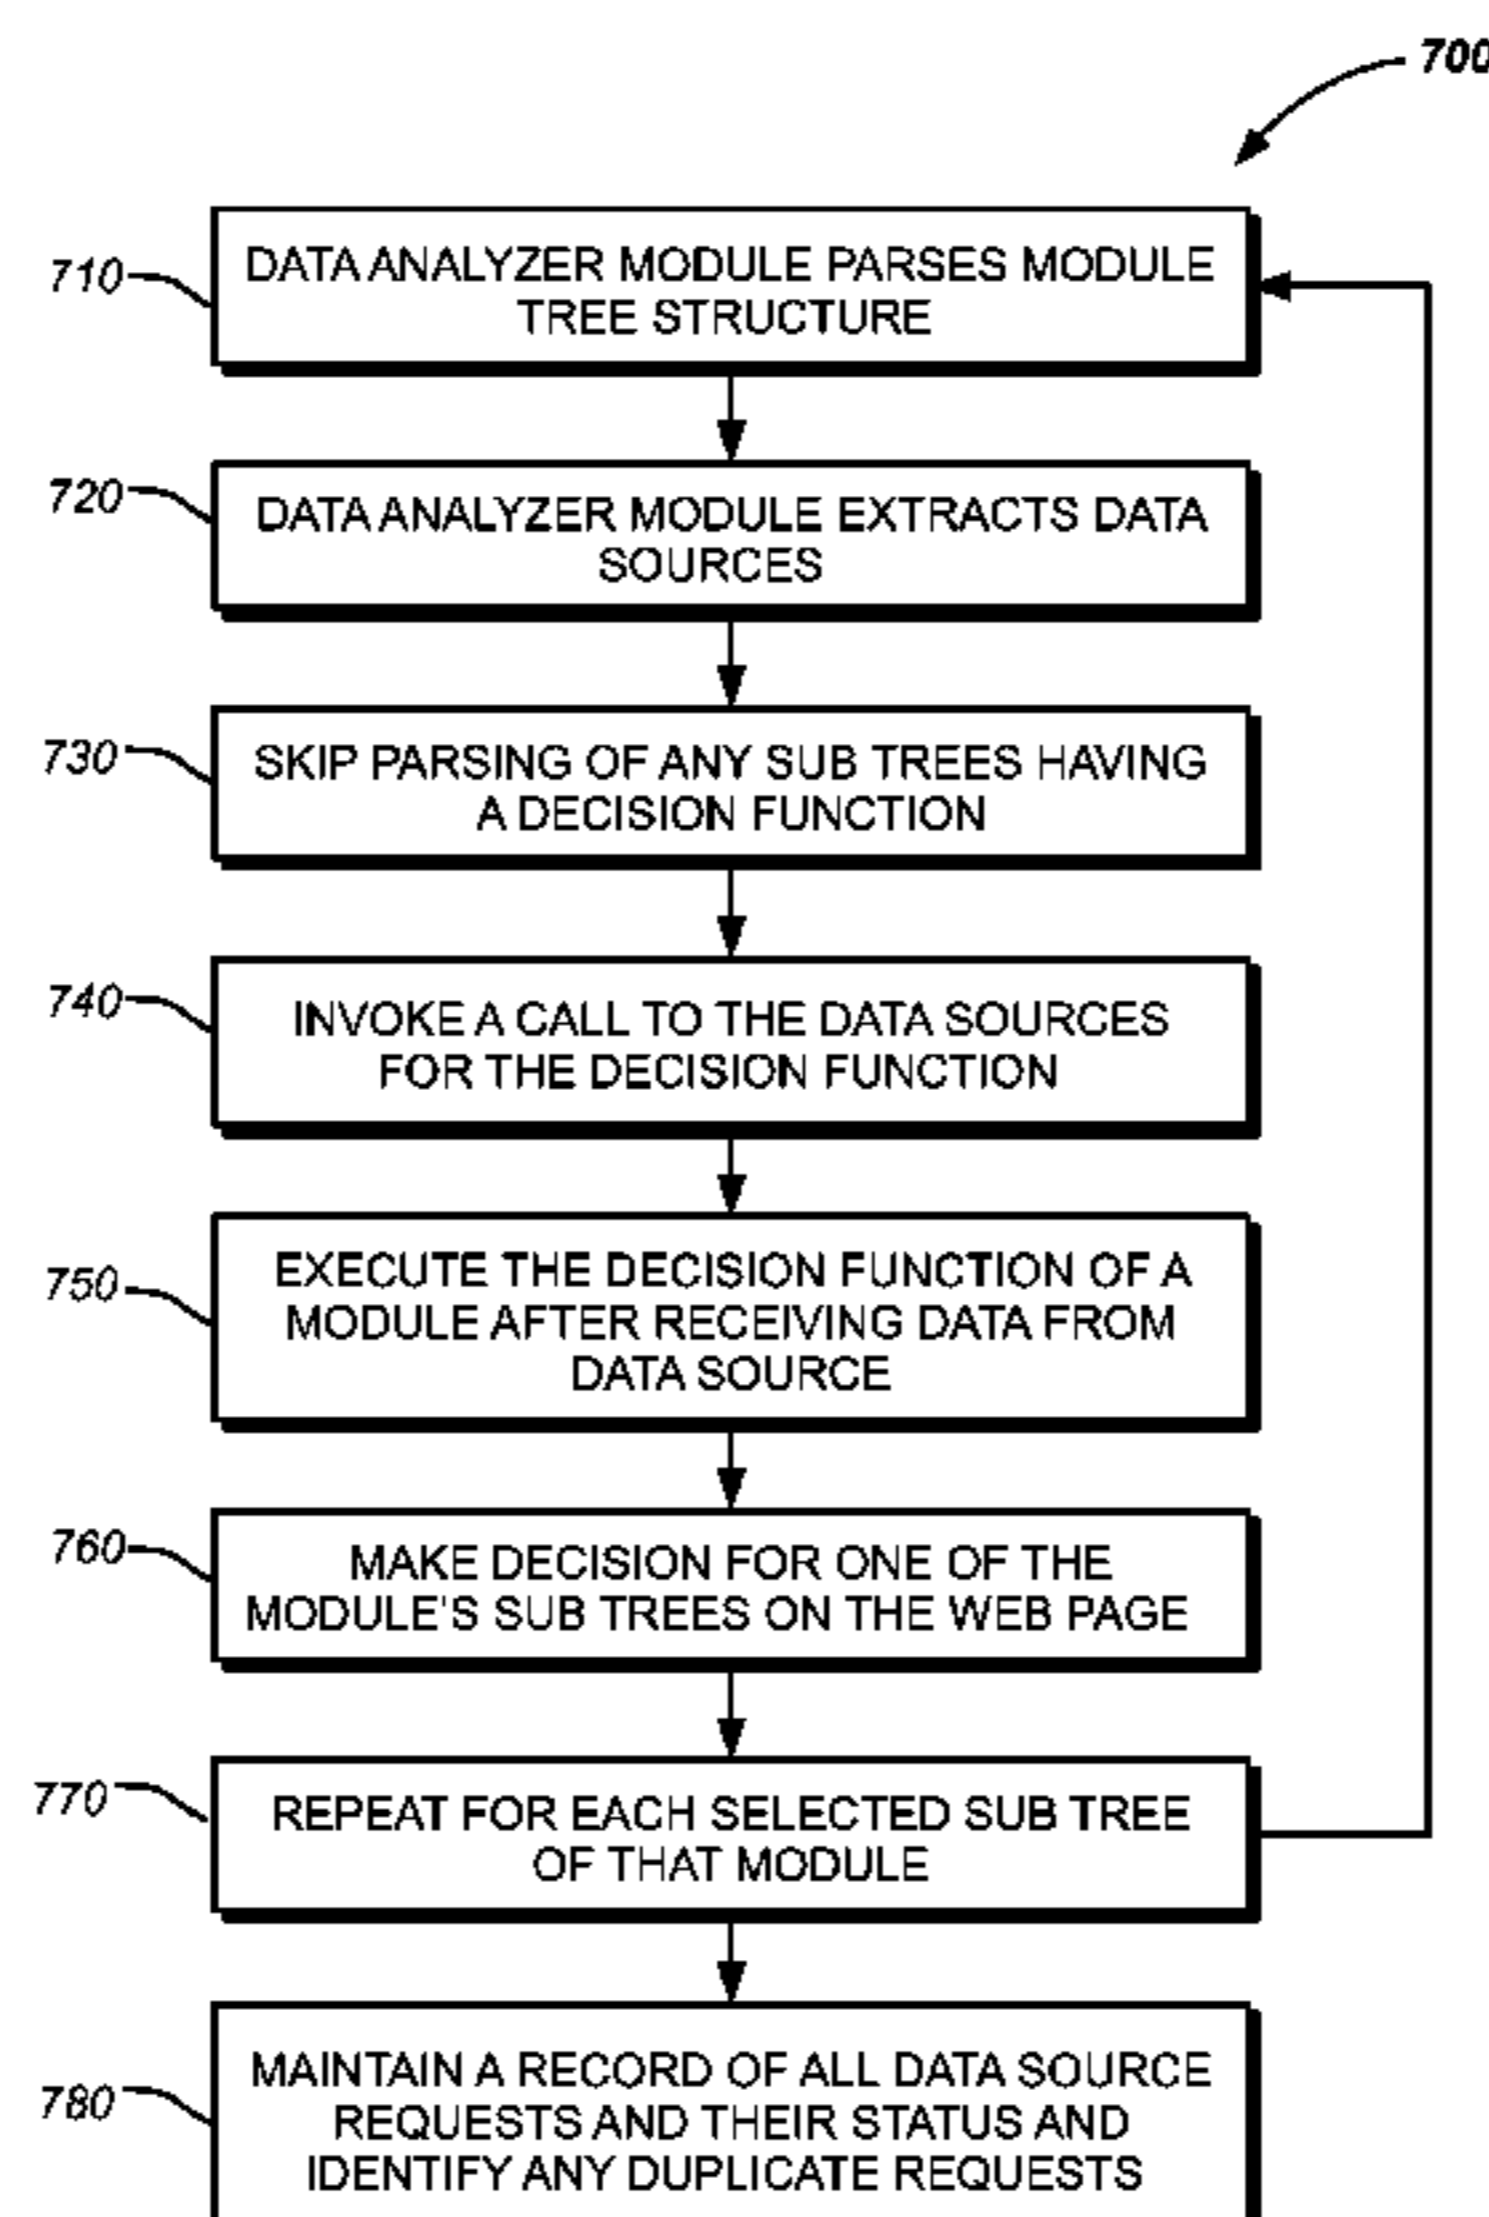 700
710
DATA ANALYZER MODULE PARSES MODULE
TREE STRUCTURE
720
DATA ANALYZER MODULE EXTRACTS DATA
SOURCES
730
SKIP PARSING OF ANY SUB TREES HAVING
A DECISION FUNCTION
740
INVOKE A CALL TO THE DATA SOURCES
FOR THE DECISION FUNCTION
750
EXECUTE THE DECISION FUNCTION OF A
MODULE AFTER RECEIVING DATA FROM
DATA SOURCE
760
MAKE DECISION FOR ONE OF THE
MODULE'S SUB TREES ON THE WEB PAGE
770
REPEAT FOR EACH SELECTED SUB TREE
OF THAT MODULE
780
MAINTAIN A RECORD OF ALL DATA SOURCE
REQUESTS AND THEIR STATUS AND
IDENTIFY ANY DUPLICATE REQUESTS